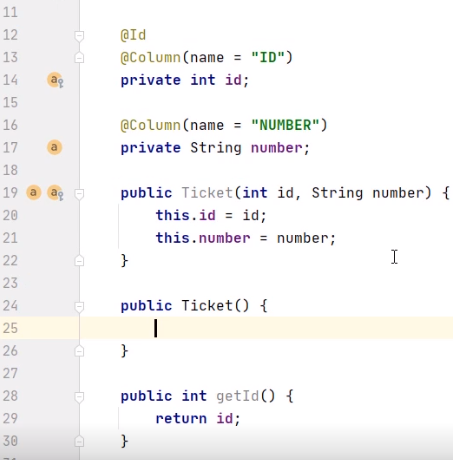 11
12 @Id
13 @Column(name = "ID")
14 a private int id;
15
16 @Column(name = "NUMBER")
17 a private String number;
18
19 a a public Ticket(int id, String number) {
20 this.id = id;
21 this.number = number;
22 }
23
24 public Ticket() {
25
26 }
27
28 public int getId() {
29 return id;
30 }